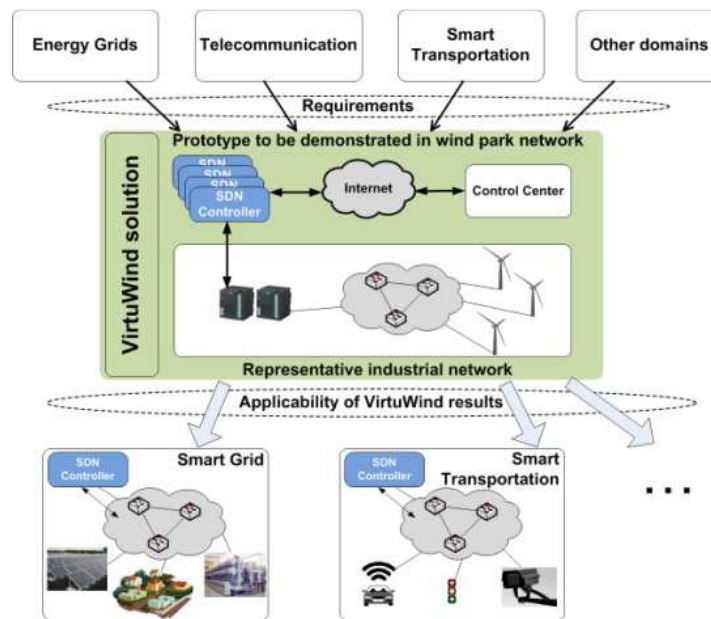 Energy Grids
Telecommunication
Smart
Transportation
Other domains
Requirements
Prototype to be demonstrated in wind park network
VirtuWind solution
SDN
SDN
SDN
SDN
Controller
Internet
Control Center
Representative industrial network
Applicability of VirtuWind results
SDN
Controller
Smart Grid
SDN
Controller
Smart
Transportation
...